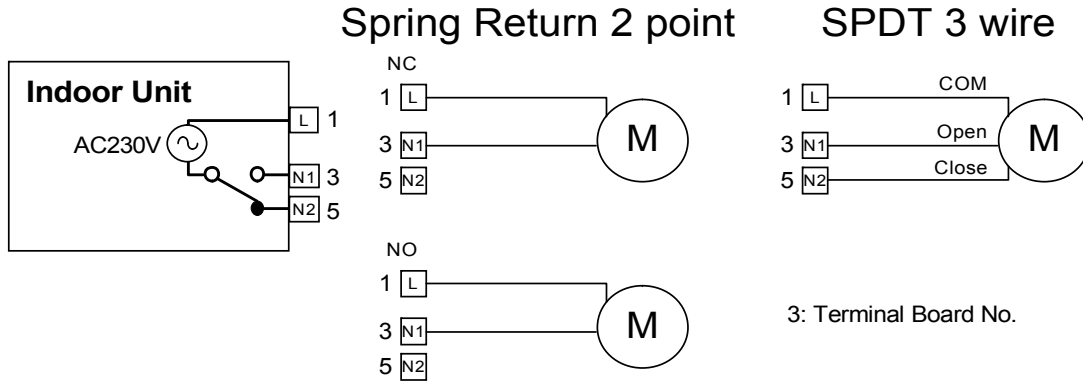 Spring Return 2 point
SPDT 3 wire
Indoor Unit
AC230V
L 1
N1 3
N2 5
NC
1 L
3 N1
5 N2
M
NO
1 L
3 N1
5 N2
M
1 L COM
3 N1 Open
5 N2 Close
M
3: Terminal Board No.